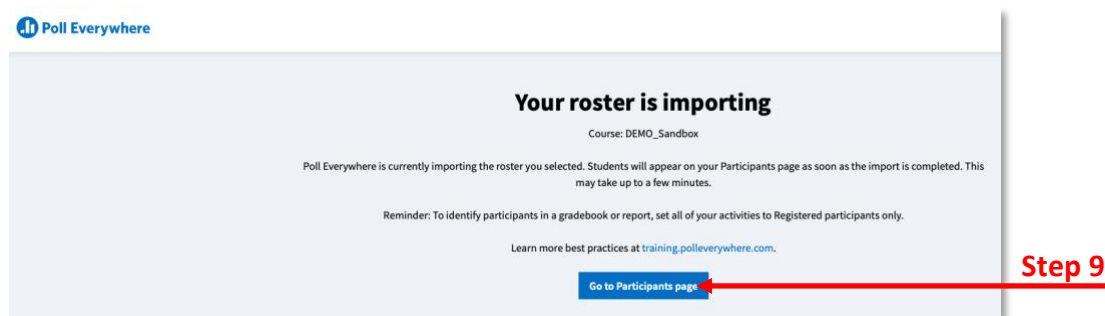 Poll Everywhere
Your roster is importing
Course: DEMO_Sandbox
Poll Everywhere is currently importing the roster you selected. Students will appear on your Participants page as soon as the import is completed. This
may take up to a few minutes.
Reminder: To identify participants in a gradebook or report, set all of your activities to Registered participants only.
Learn more best practices at training.polleverywhere.com.
Go to Participants page
Step 9